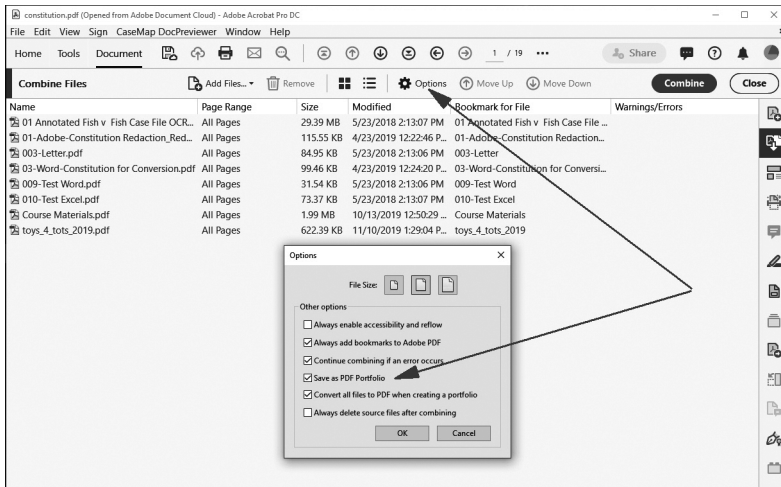 constitution.pdf (Opened from Adobe Document Cloud) - Adobe Acrobat Pro DC
File Edit View Sign CaseMap DocPreviewer Window Help
Home Tools Document 1 / 19 Share
Combine Files Add Files... Remove Options Move Up Move Down Combine Close
Name Page Range Size Modified Bookmark for File Warnings/Errors
01 Annotated Fish v Fish Case File OCR... All Pages 29.39 MB 5/23/2018 2:13:07 PM 01 Annotated Fish v Fish Case File ...
01-Adobe-Constitution Redaction_Red... All Pages 115.55 KB 4/23/2019 12:22:46 P... 01-Adobe-Constitution Redaction...
003-Letter.pdf All Pages 84.95 KB 5/23/2018 2:13:06 PM 003-Letter
03-Word-Constitution for Conversion.pdf All Pages 99.46 KB 4/23/2019 12:24:20 P... 03-Word-Constitution for Conversi...
009-Test Word.pdf All Pages 31.54 KB 5/23/2018 2:13:06 PM 009-Test Word
010-Test Excel.pdf All Pages 73.37 KB 5/23/2018 2:13:07 PM 010-Test Excel
Course Materials.pdf All Pages 1.99 MB 10/13/2019 12:50:29 ... Course Materials
toys_4_tots_2019.pdf All Pages 622.39 KB 11/10/2019 1:29:04 P... toys_4_tots_2019
Options
File Size:
Other options
Always enable accessibility and reflow
Always add bookmarks to Adobe PDF
Continue combining if an error occurs
Save as PDF Portfolio
Convert all files to PDF when creating a portfolio
Always delete source files after combining
OK Cancel